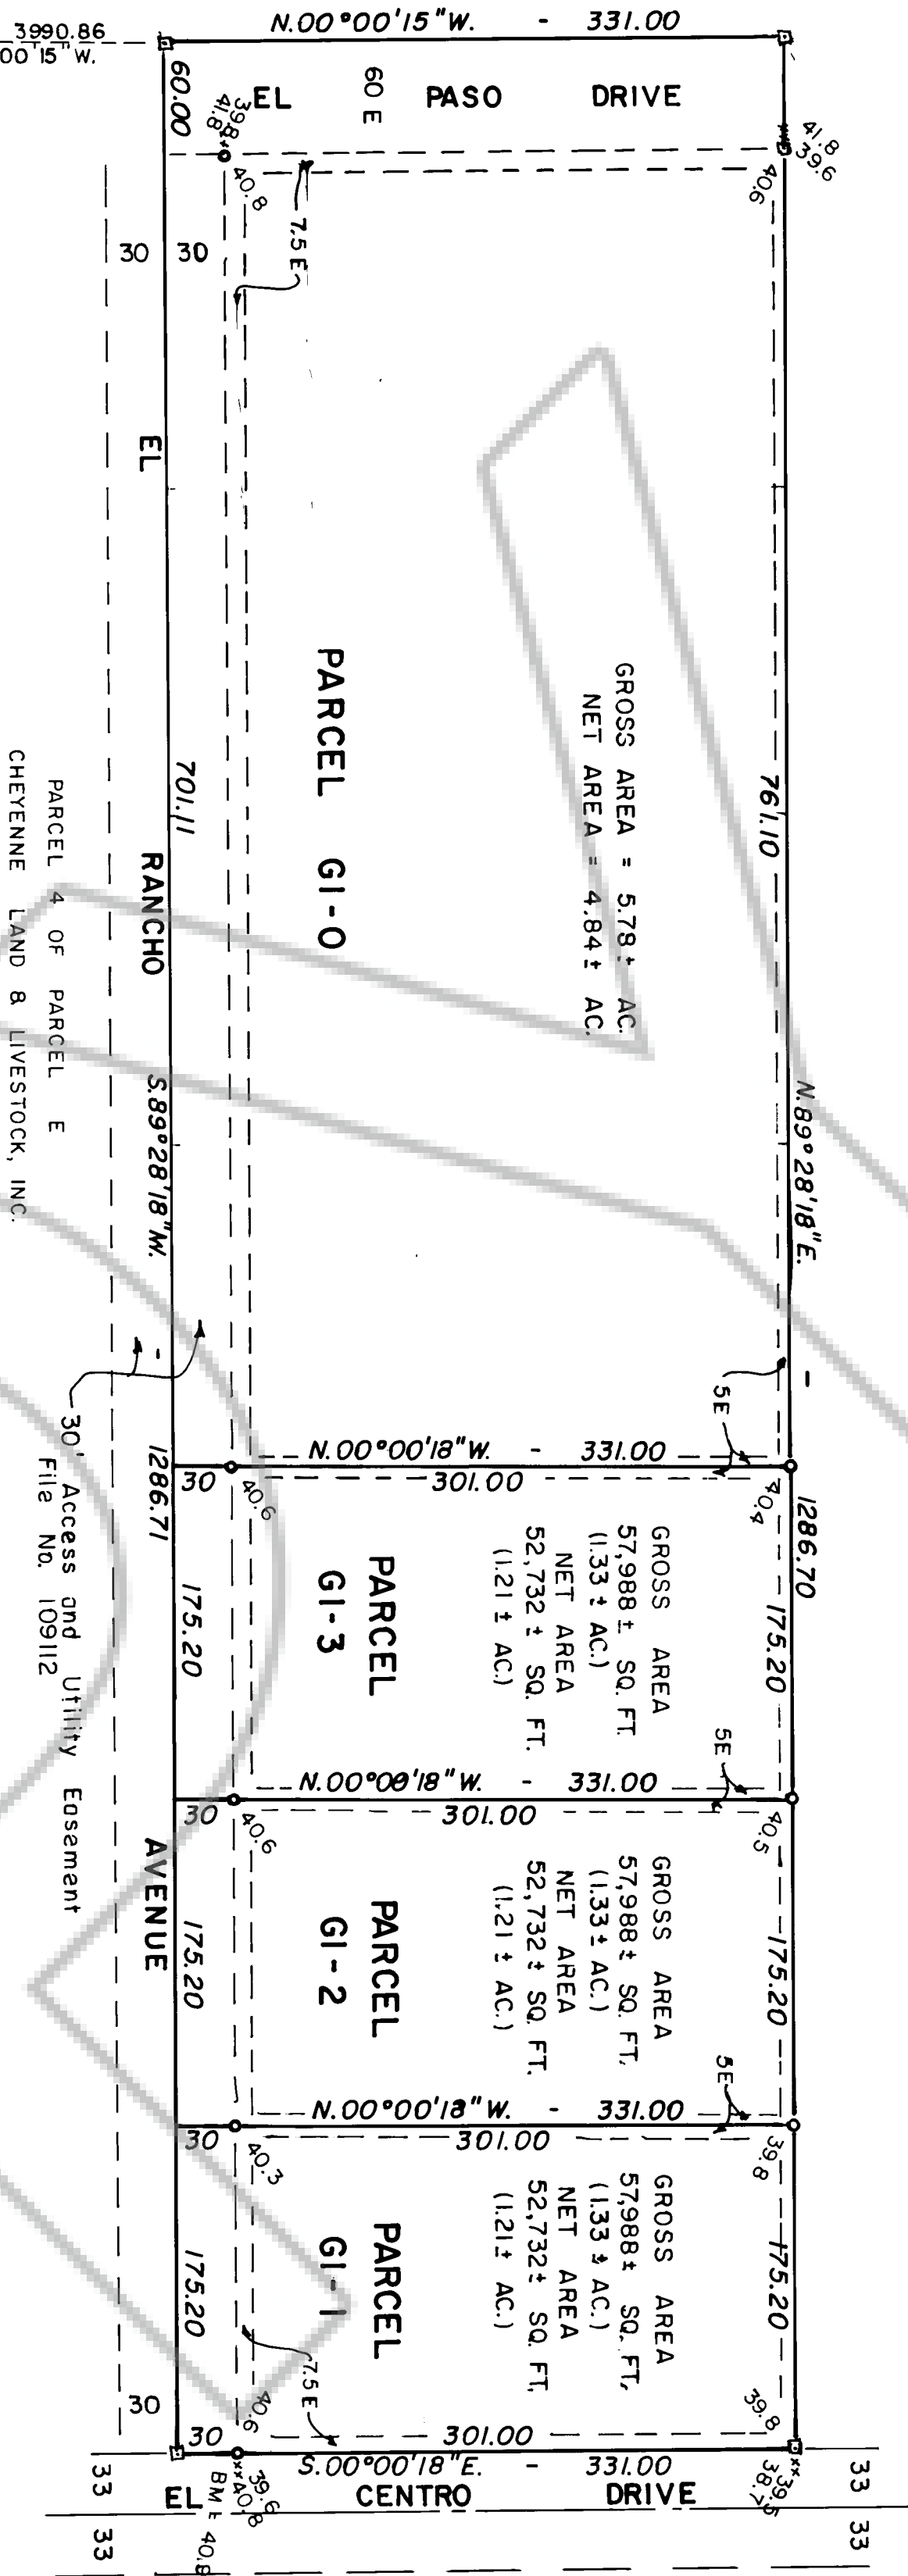 3990.86
00'15"W.
N.00°00'15"W. - 331.00
60.00
EL PASO DRIVE
60 E
39.8
41.8
40.8
41.8
39.6
40.6
7.5 E
30
30
EL RANCHO AVENUE
PARCEL G1-0
GROSS AREA = 5.78± AC.
NET AREA = 4.84± AC.
761.10
701.11
N.89°28'18"E. - 1286.70
S.89°28'18"W. - 1286.71
PARCEL 4 OF PARCEL E
CHEYENNE LAND & LIVESTOCK, INC.
30' Access and Utility Easement
File No. 109112
5 E
N.00°00'18"W. - 331.00
30
301.00
40.6
40.4
175.20
GROSS AREA
57,988± SQ. FT.
(1.33± AC.)
NET AREA
52,732± SQ. FT.
(1.21± AC.)
PARCEL
G1-3
175.20
5E
N.00°00'18"W. - 331.00
30
301.00
40.6
40.5
175.20
GROSS AREA
57,988± SQ. FT.
(1.33± AC.)
NET AREA
52,732± SQ. FT.
(1.21± AC.)
PARCEL
G1-2
175.20
5E
N.00°00'18"W. - 331.00
30
301.00
40.3
39.8
175.20
GROSS AREA
57,988± SQ. FT.
(1.33± AC.)
NET AREA
52,732± SQ. FT.
(1.21± AC.)
PARCEL
G1-1
175.20
7.5 E
30
30
40.6
39.8
301.00
S.00°00'18"E. - 331.00
**40.8
39.6
**39.5
38.7
EL CENTRO DRIVE
33
33
33
33